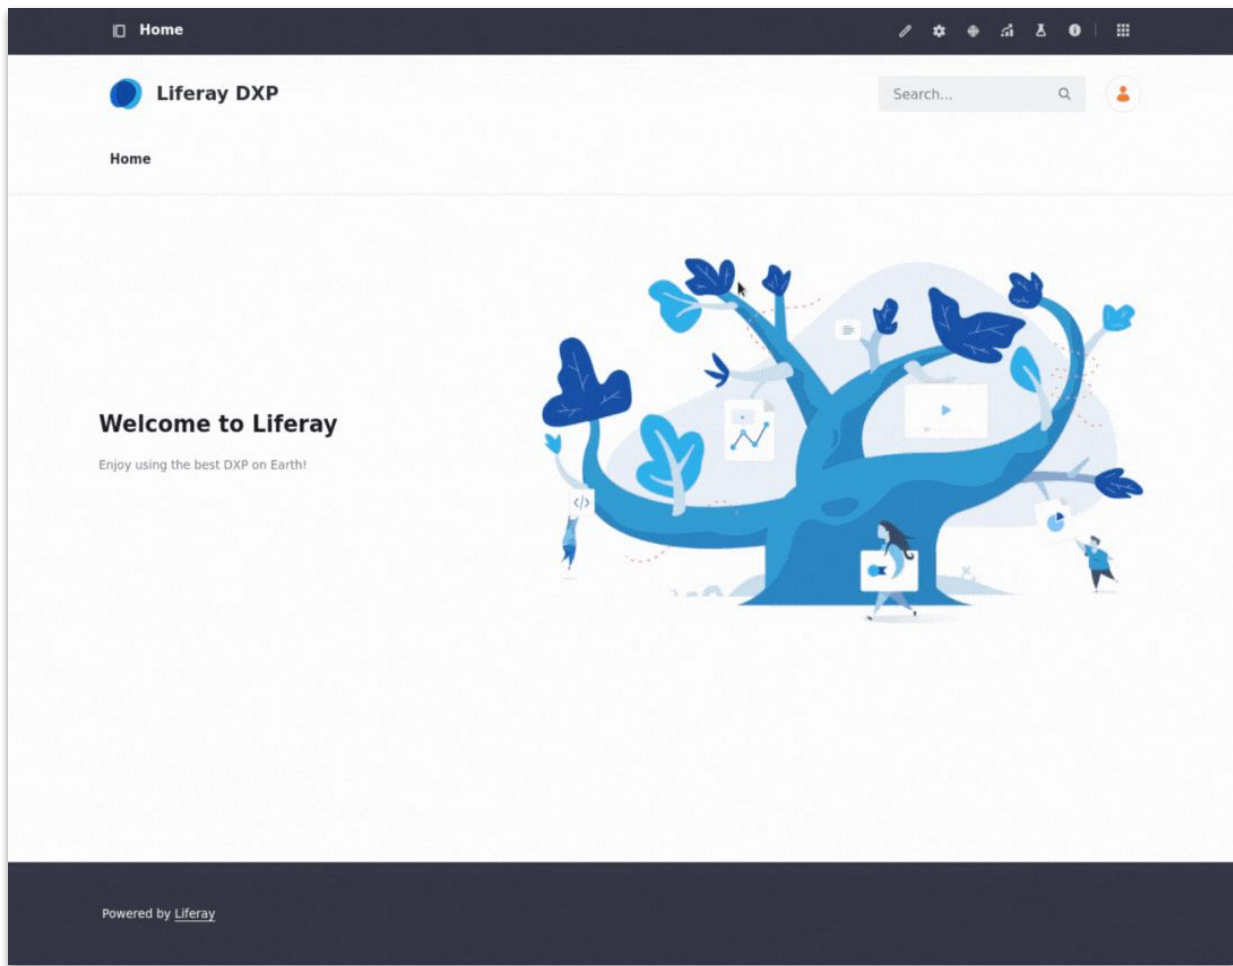 Home
Liferay DXP
Search...
Home
Welcome to Liferay
Enjoy using the best DXP on Earth!
</>
Powered by Liferay